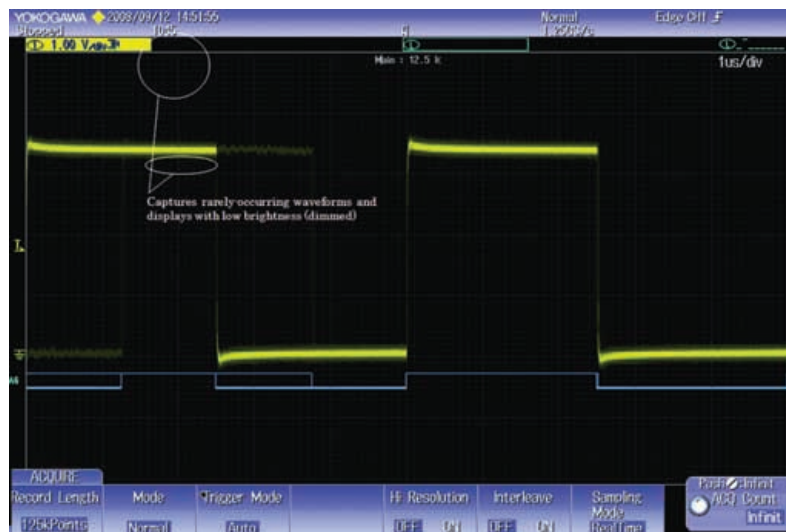 YOKOGAWA 2008/09/12 14:51:55 Normal Edge CH1
Stopped 1.25GS/s
1.00 V
Main : 12.5 k
1us/div
Captures rarely-occurring waveforms and
displays with low brightness (dimmed)
ACQUIRE
Record Length Mode Trigger Mode Hi Resolution Interleave Sampling Mode
125kPoints Normal Auto OFF ON OFF ON RealTime
Push : Infinit
ACQ Count
Infinit